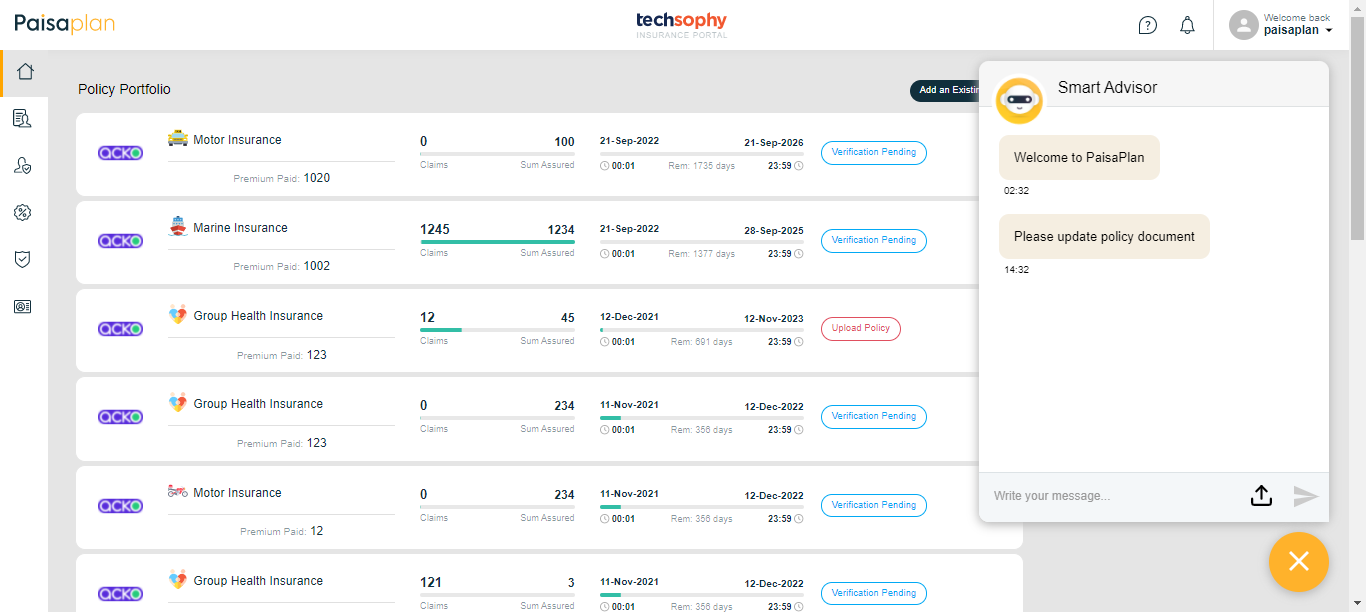 Paisaplan
techsophy
INSURANCE PORTAL
?
Welcome back
paisaplan
Policy Portfolio
Add an Existin
ACKO
Motor Insurance
Premium Paid: 1020
0 100
Claims Sum Assured
21-Sep-2022 21-Sep-2026
00:01 Rem: 1735 days 23:59
Verification Pending
ACKO
Marine Insurance
Premium Paid: 1002
1245 1234
Claims Sum Assured
21-Sep-2022 28-Sep-2025
00:01 Rem: 1377 days 23:59
Verification Pending
ACKO
Group Health Insurance
Premium Paid: 123
12 45
Claims Sum Assured
12-Dec-2021 12-Nov-2023
00:01 Rem: 691 days 23:59
Upload Policy
ACKO
Group Health Insurance
Premium Paid: 123
0 234
Claims Sum Assured
11-Nov-2021 12-Dec-2022
00:01 Rem: 356 days 23:59
Verification Pending
ACKO
Motor Insurance
Premium Paid: 12
0 234
Claims Sum Assured
11-Nov-2021 12-Dec-2022
00:01 Rem: 356 days 23:59
Verification Pending
ACKO
Group Health Insurance
121 3
Claims Sum Assured
11-Nov-2021 12-Dec-2022
00:01 Rem: 356 days 23:59
Verification Pending
Smart Advisor
Welcome to PaisaPlan
02:32
Please update policy document
14:32
Write your message...